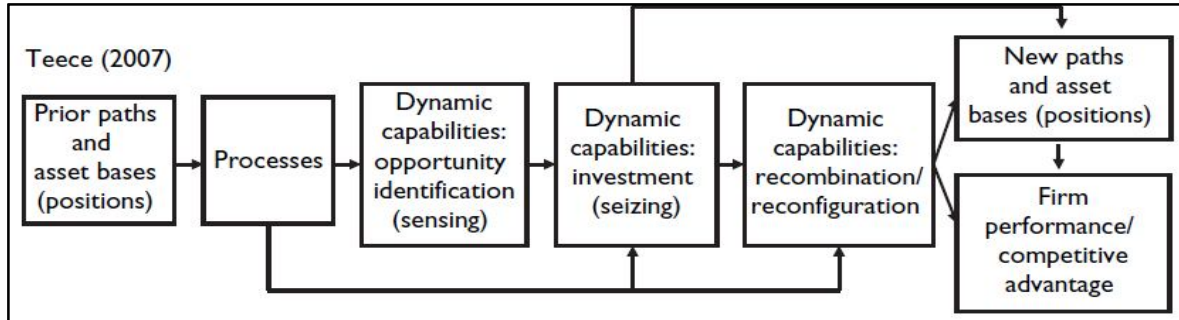 Teece (2007)
Prior paths
and
asset bases
(positions)
Processes
Dynamic
capabilities:
opportunity
identification
(sensing)
Dynamic
capabilities:
investment
(seizing)
Dynamic
capabilities:
recombination/
reconfiguration
New paths
and asset
bases (positions)
Firm
performance/
competitive
advantage